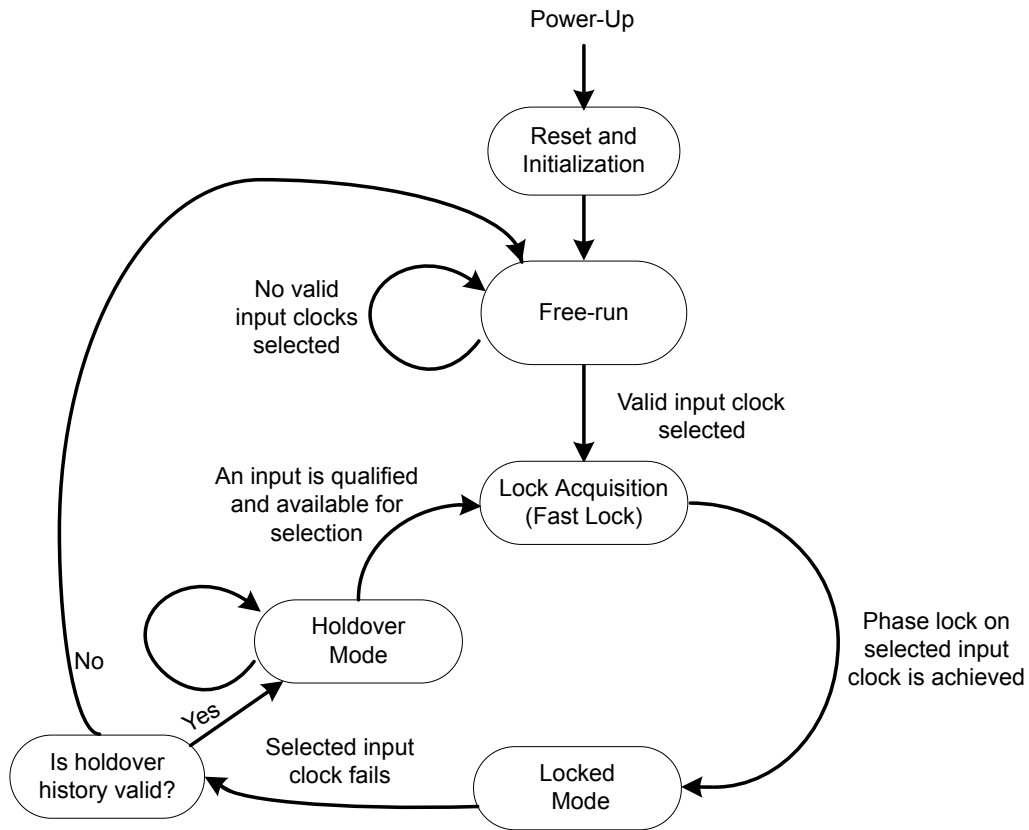 Power-Up
Reset and
Initialization
No valid
input clocks
selected
Free-run
Valid input clock
selected
An input is qualified
and available for
selection
Lock Acquisition
(Fast Lock)
Holdover
Mode
Phase lock on
selected input
clock is achieved
No
Yes
Is holdover
history valid?
Selected input
clock fails
Locked
Mode